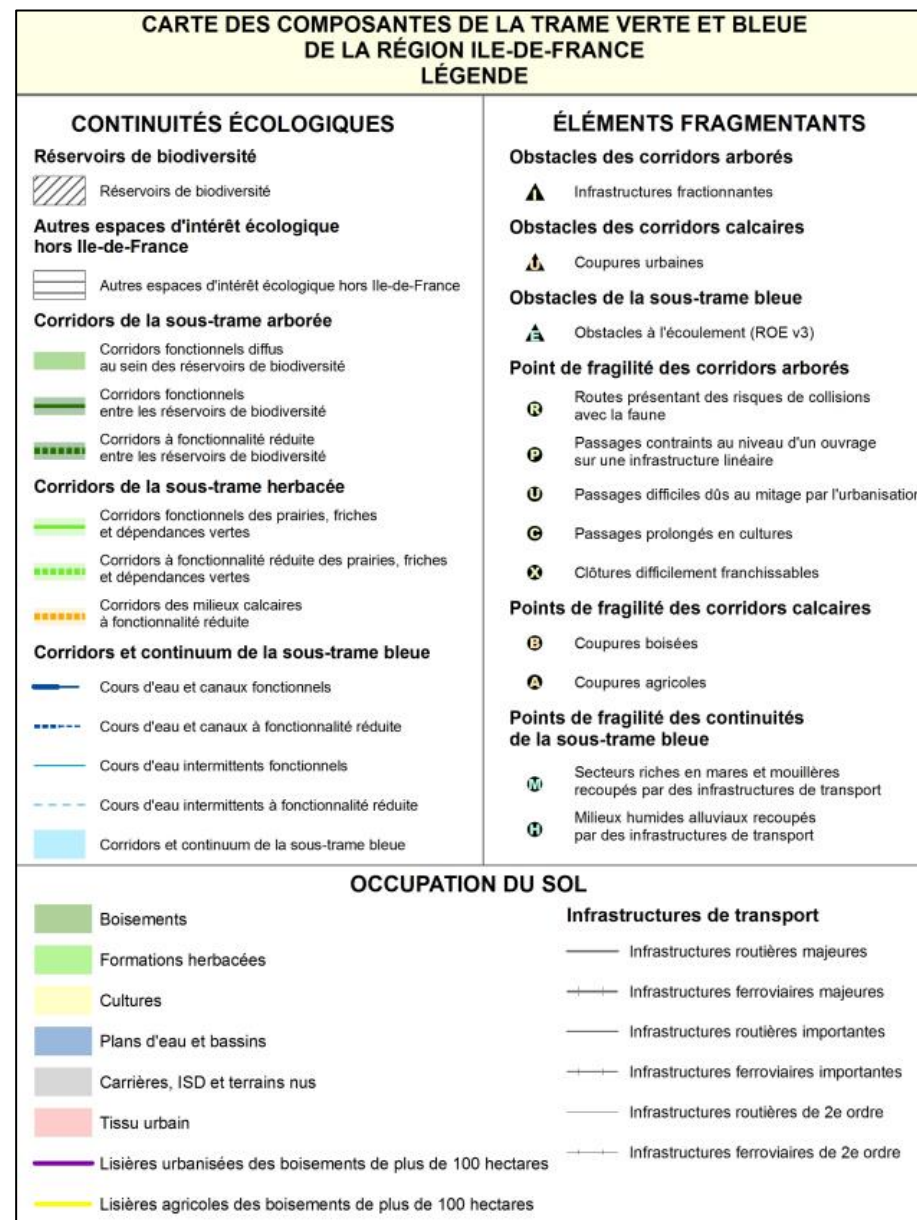 CARTE DES COMPOSANTES DE LA TRAME VERTE ET BLEUE
DE LA RÉGION ILE-DE-FRANCE
LÉGENDE
CONTINUITÉS ÉCOLOGIQUES
Réservoirs de biodiversité
Réservoirs de biodiversité
Autres espaces d'intérêt écologique
hors Ile-de-France
Autres espaces d'intérêt écologique hors Ile-de-France
Corridors de la sous-trame arborée
Corridors fonctionnels diffus
au sein des réservoirs de biodiversité
Corridors fonctionnels
entre les réservoirs de biodiversité
Corridors à fonctionnalité réduite
entre les réservoirs de biodiversité
Corridors de la sous-trame herbacée
Corridors fonctionnels des prairies, friches
et dépendances vertes
Corridors à fonctionnalité réduite des prairies, friches
et dépendances vertes
Corridors des milieux calcaires
à fonctionnalité réduite
Corridors et continuum de la sous-trame bleue
Cours d'eau et canaux fonctionnels
Cours d'eau et canaux à fonctionnalité réduite
Cours d'eau intermittents fonctionnels
Cours d'eau intermittents à fonctionnalité réduite
Corridors et continuum de la sous-trame bleue
ÉLÉMENTS FRAGMENTANTS
Obstacles des corridors arborés
I Infrastructures fractionnantes
Obstacles des corridors calcaires
U Coupures urbaines
Obstacles de la sous-trame bleue
E Obstacles à l'écoulement (ROE v3)
Point de fragilité des corridors arborés
R Routes présentant des risques de collisions
avec la faune
P Passages contraints au niveau d'un ouvrage
sur une infrastructure linéaire
U Passages difficiles dûs au mitage par l'urbanisation
C Passages prolongés en cultures
X Clôtures difficilement franchissables
Points de fragilité des corridors calcaires
B Coupures boisées
A Coupures agricoles
Points de fragilité des continuités
de la sous-trame bleue
M Secteurs riches en mares et mouillères
recoupés par des infrastructures de transport
H Milieux humides alluviaux recoupés
par des infrastructures de transport
OCCUPATION DU SOL
Boisements
Formations herbacées
Cultures
Plans d'eau et bassins
Carrières, ISD et terrains nus
Tissu urbain
Lisières urbanisées des boisements de plus de 100 hectares
Lisières agricoles des boisements de plus de 100 hectares
Infrastructures de transport
Infrastructures routières majeures
Infrastructures ferroviaires majeures
Infrastructures routières importantes
Infrastructures ferroviaires importantes
Infrastructures routières de 2e ordre
Infrastructures ferroviaires de 2e ordre